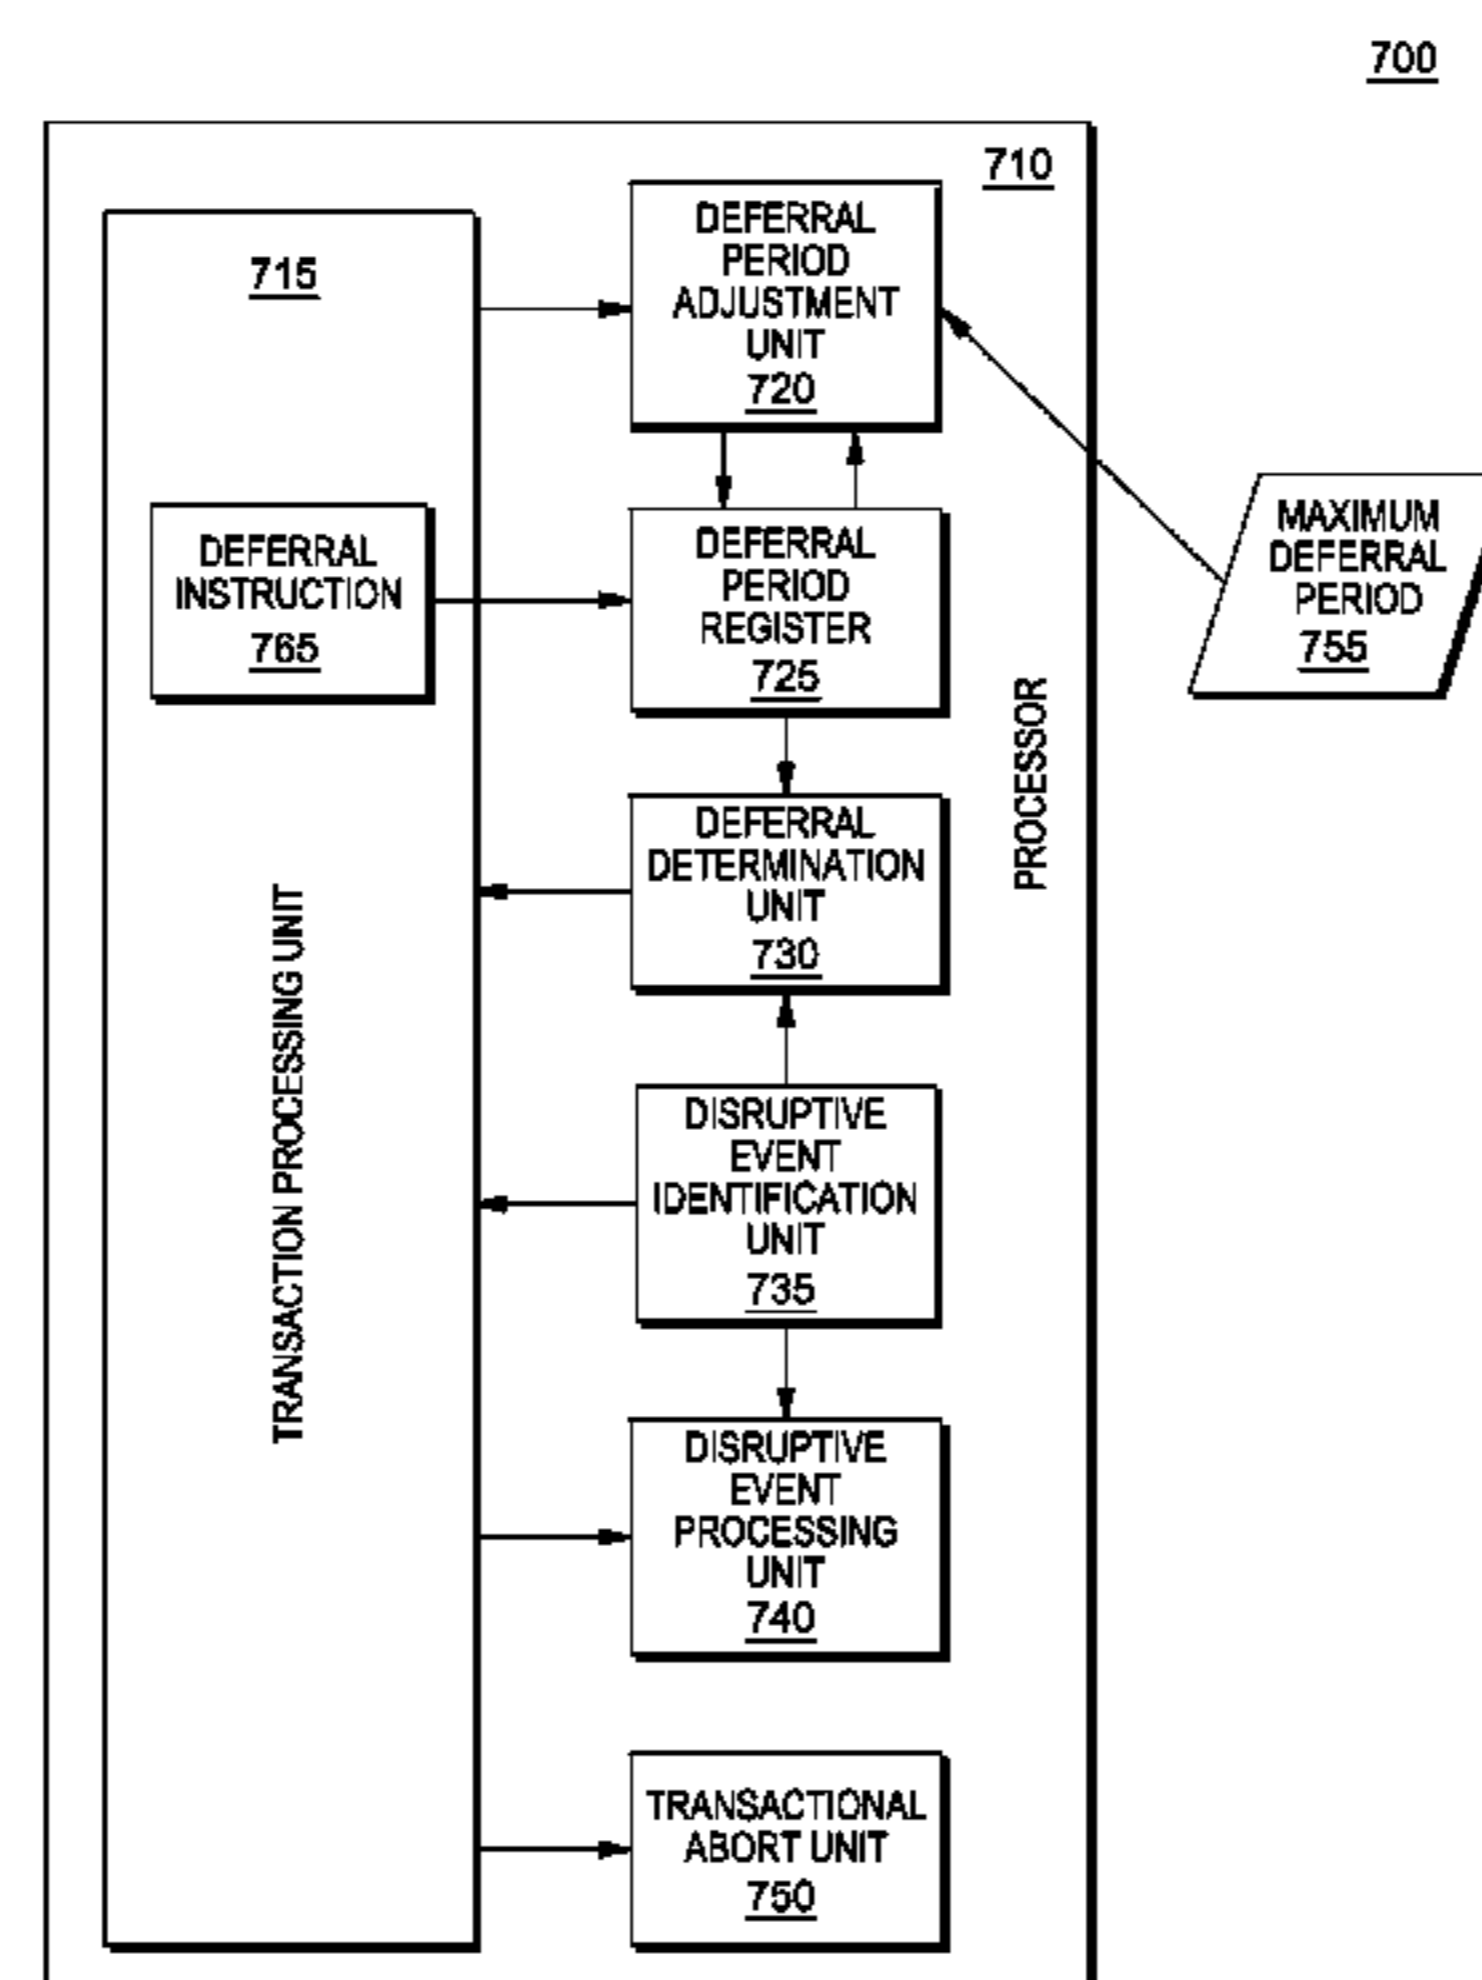 700
710
715
DEFERRAL
PERIOD
ADJUSTMENT
UNIT
720
DEFERRAL
INSTRUCTION
765
DEFERRAL
PERIOD
REGISTER
725
MAXIMUM
DEFERRAL
PERIOD
755
PROCESSOR
DEFERRAL
DETERMINATION
UNIT
730
TRANSACTION PROCESSING UNIT
DISRUPTIVE
EVENT
IDENTIFICATION
UNIT
735
DISRUPTIVE
EVENT
PROCESSING
UNIT
740
TRANSACTIONAL
ABORT UNIT
750